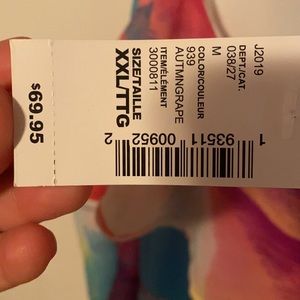 J2019
DEPT./CAT.
038/27
M
COLOR/COULEUR
939
AUTMNGRAPE
ITEM/ÉLÉMENT
3000811
SIZE/TAILLE
XXL/TTG
1 93511 00952 2
$69.95